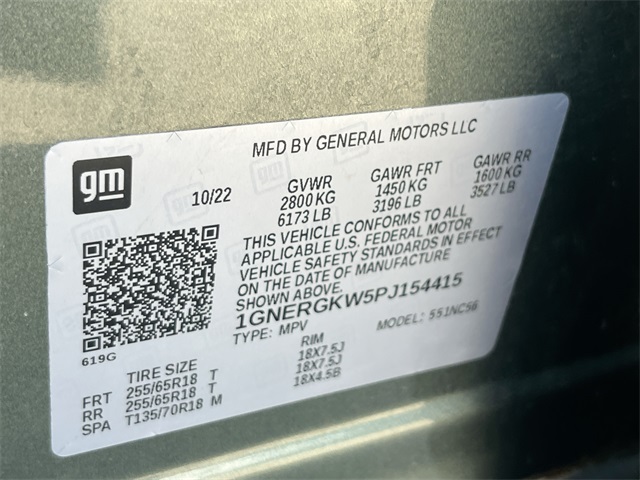 MFD BY GENERAL MOTORS LLC
gm
10/22 GVWR GAWR FRT GAWR RR
2800 KG 1450 KG 1600 KG
6173 LB 3196 LB 3527 LB
THIS VEHICLE CONFORMS TO ALL
APPLICABLE U.S. FEDERAL MOTOR
VEHICLE SAFETY STANDARDS IN EFFECT
ON THE DATE OF MANUFACTURE
SHOWN ABOVE.
1GNERGKW5PJ154415
TYPE: MPV MODEL: 551NC56
619G
TIRE SIZE RIM
FRT 255/65R18 T 18X7.5J
RR 255/65R18 T 18X7.5J
SPA T135/70R18 M 18X4.5B